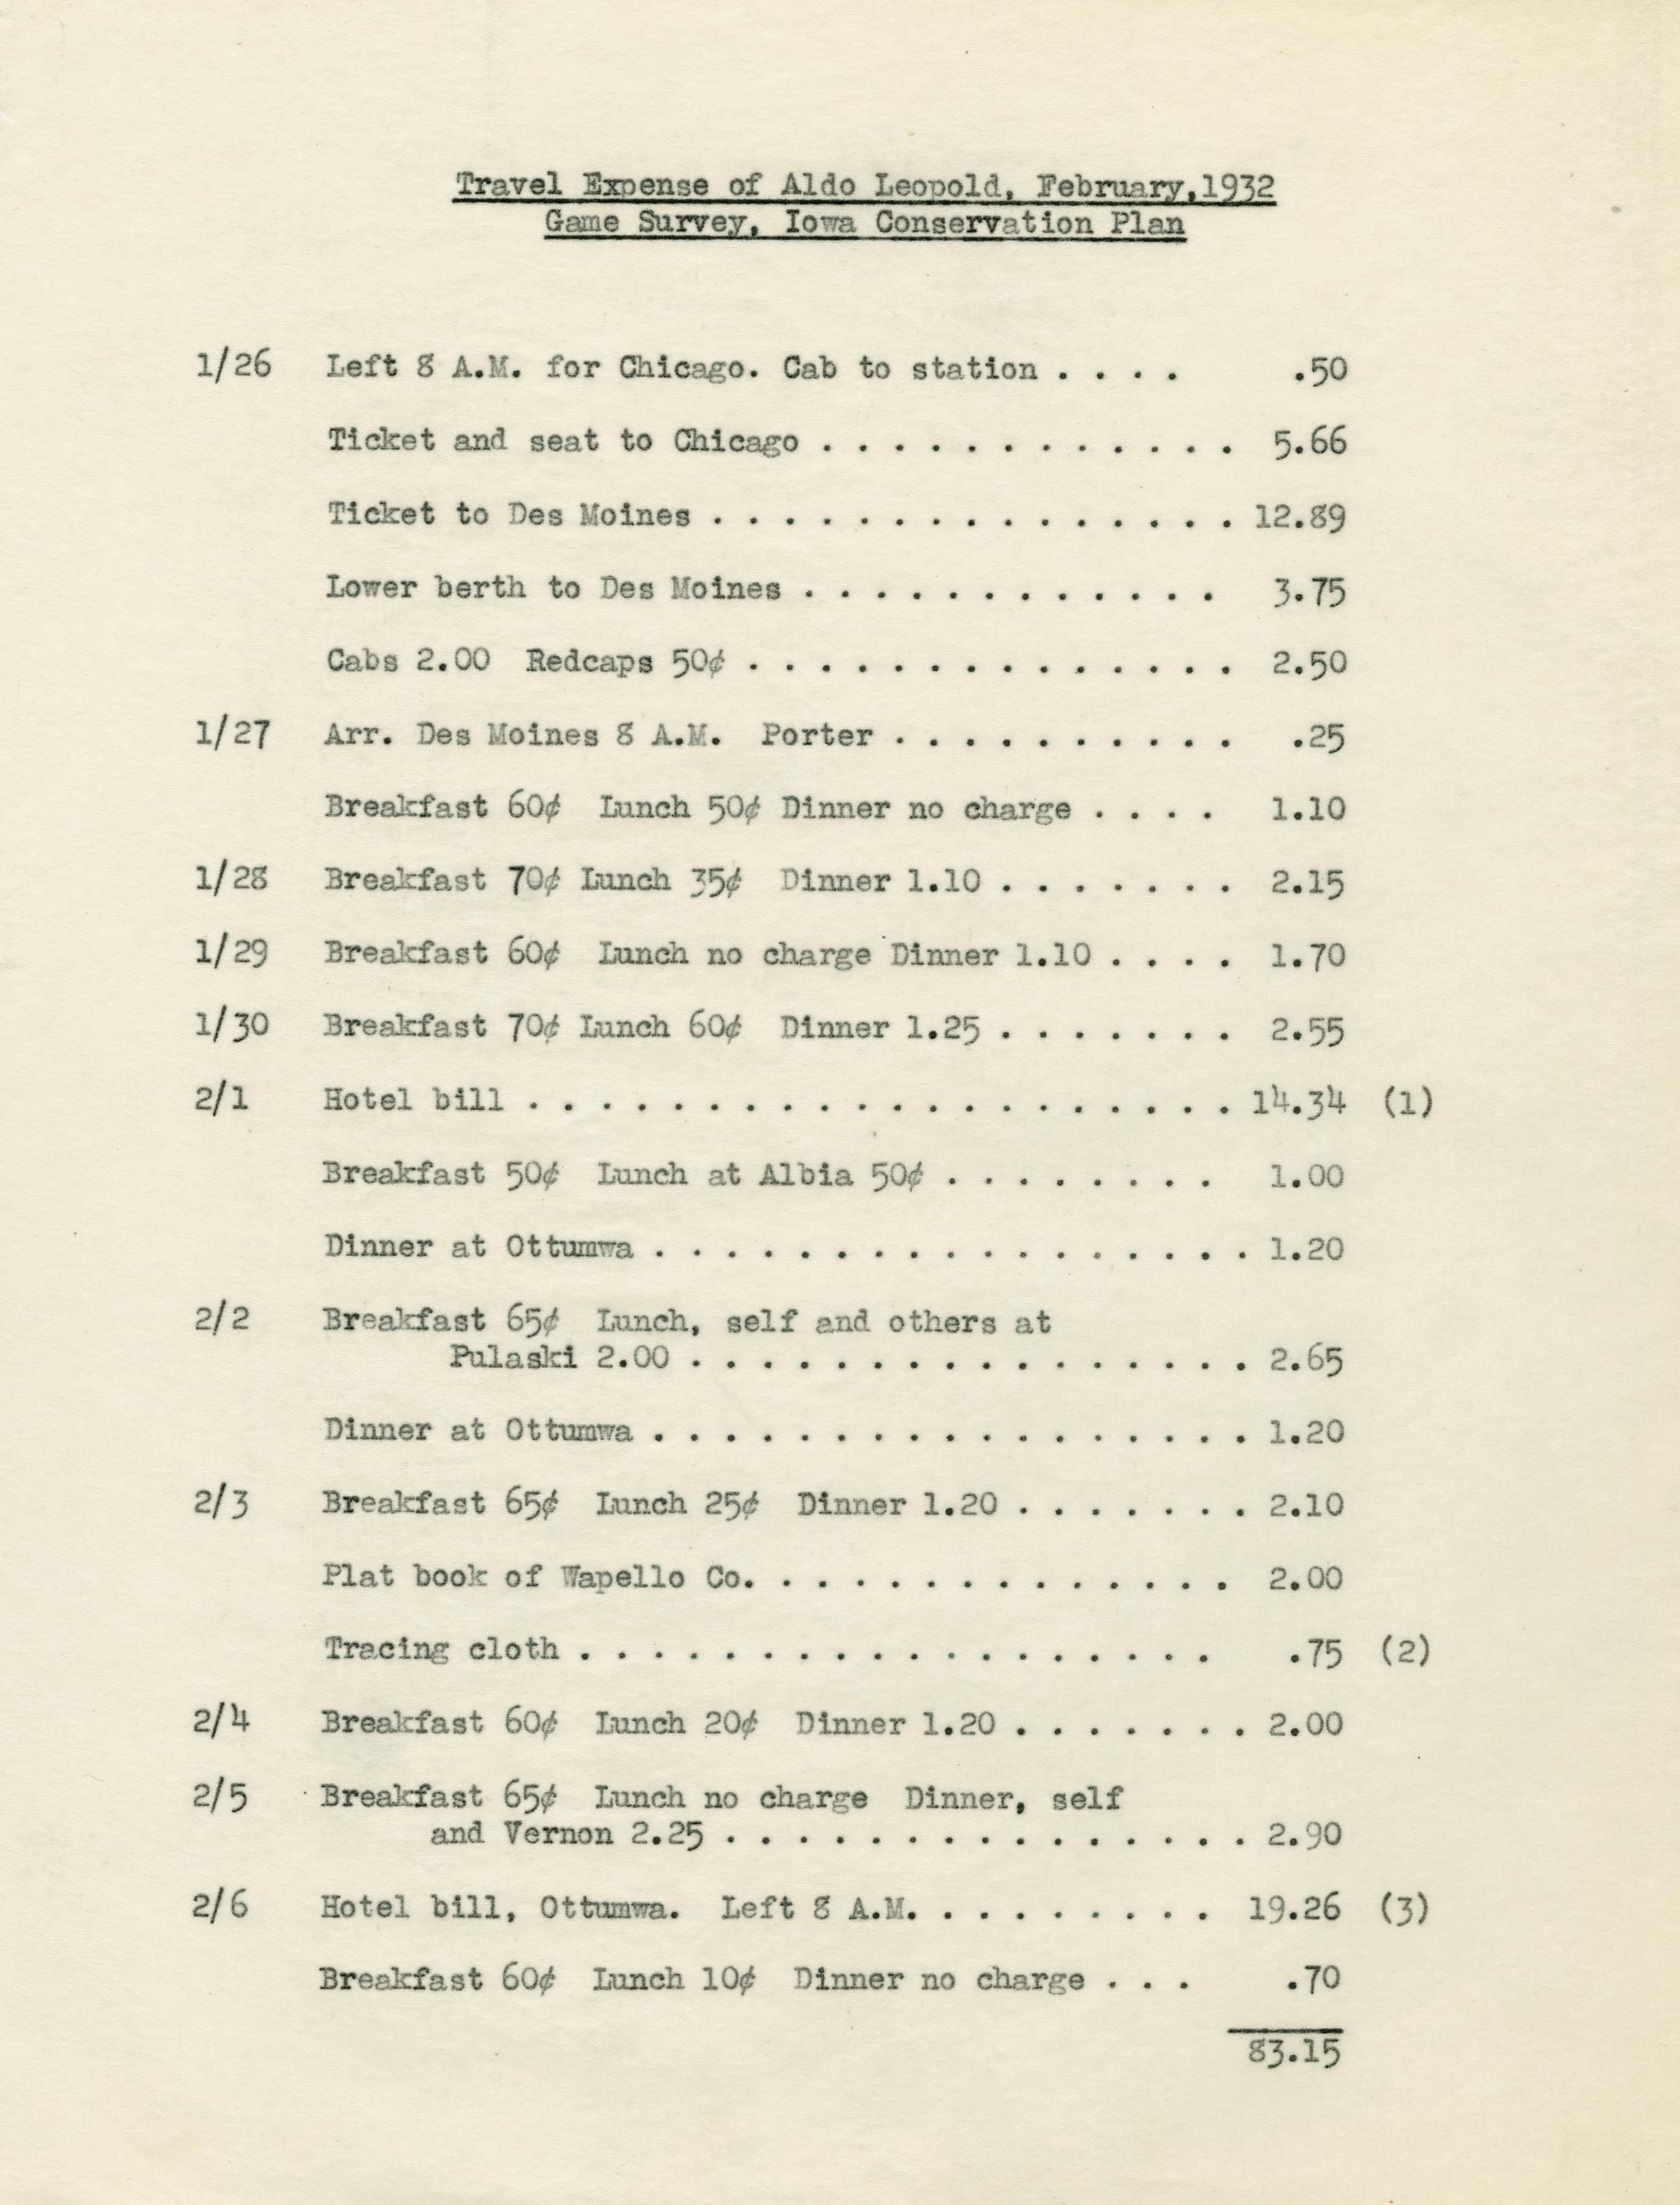 Travel Expense of Aldo Leopold, February,1932
Game Survey, Iowa Conservation Plan
1/26 Left 8 A.M. for Chicago. Cab to station . . . . .50
Ticket and seat to Chicago . . . . . . . . . . . . 5.66
Ticket to Des Moines . . . . . . . . . . . . . . . 12.89
Lower berth to Des Moines . . . . . . . . . . . . 3.75
Cabs 2.00 Redcaps 50¢ . . . . . . . . . . . . . . 2.50
1/27 Arr. Des Moines 8 A.M. Porter . . . . . . . . . . .25
Breakfast 60¢ Lunch 50¢ Dinner no charge . . . . 1.10
1/28 Breakfast 70¢ Lunch 35¢ Dinner 1.10 . . . . . . . 2.15
1/29 Breakfast 60¢ Lunch no charge Dinner 1.10 . . . . 1.70
1/30 Breakfast 70¢ Lunch 60¢ Dinner 1.25 . . . . . . . 2.55
2/1 Hotel bill . . . . . . . . . . . . . . . . . . . . 14.34 (1)
Breakfast 50¢ Lunch at Albia 50¢ . . . . . . . . 1.00
Dinner at Ottumwa . . . . . . . . . . . . . . . . . 1.20
2/2 Breakfast 65¢ Lunch, self and others at
Pulaski 2.00 . . . . . . . . . . . . . . . . 2.65
Dinner at Ottumwa . . . . . . . . . . . . . . . . . 1.20
2/3 Breakfast 65¢ Lunch 25¢ Dinner 1.20 . . . . . . . 2.10
Plat book of Wapello Co. . . . . . . . . . . . . . 2.00
Tracing cloth . . . . . . . . . . . . . . . . . . .75 (2)
2/4 Breakfast 60¢ Lunch 20¢ Dinner 1.20 . . . . . . . 2.00
2/5 Breakfast 65¢ Lunch no charge Dinner, self
and Vernon 2.25 . . . . . . . . . . . . . . . 2.90
2/6 Hotel bill, Ottumwa. Left 8 A.M. . . . . . . . . 19.26 (3)
Breakfast 60¢ Lunch 10¢ Dinner no charge . . . .70
83.15